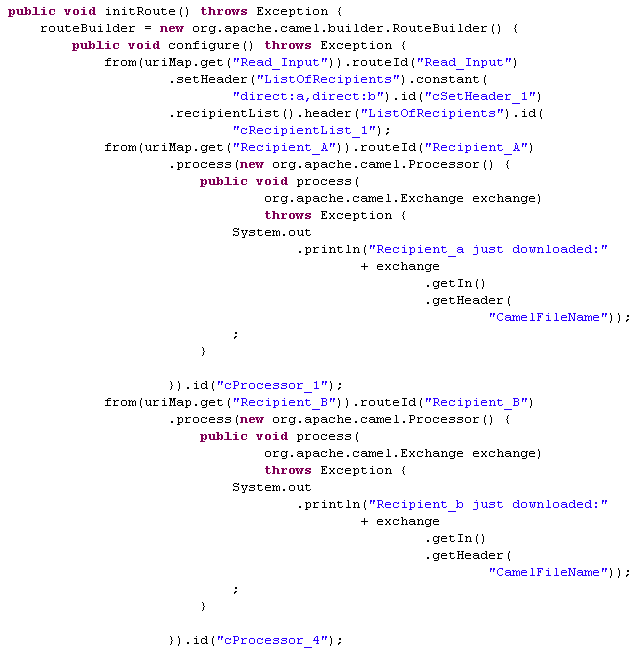 public void initRoute() throws Exception {
routeBuilder = new org.apache.camel.builder.RouteBuilder() {
public void configure() throws Exception {
from(uriMap.get("Read_Input")).routeId("Read_Input")
.setHeader("ListOfRecipients").constant(
"direct:a,direct:b").id("cSetHeader_1")
.recipientList().header("ListOfRecipients").id(
"cRecipientList_1");
from(uriMap.get("Recipient_A")).routeId("Recipient_A")
.process(new org.apache.camel.Processor() {
public void process(
org.apache.camel.Exchange exchange)
throws Exception {
System.out
.println("Recipient_a just downloaded:"
+ exchange
.getIn()
.getHeader(
"CamelFileName"));
;
}
}).id("cProcessor_1");
from(uriMap.get("Recipient_B")).routeId("Recipient_B")
.process(new org.apache.camel.Processor() {
public void process(
org.apache.camel.Exchange exchange)
throws Exception {
System.out
.println("Recipient_b just downloaded:"
+ exchange
.getIn()
.getHeader(
"CamelFileName"));
;
}
}).id("cProcessor_4");